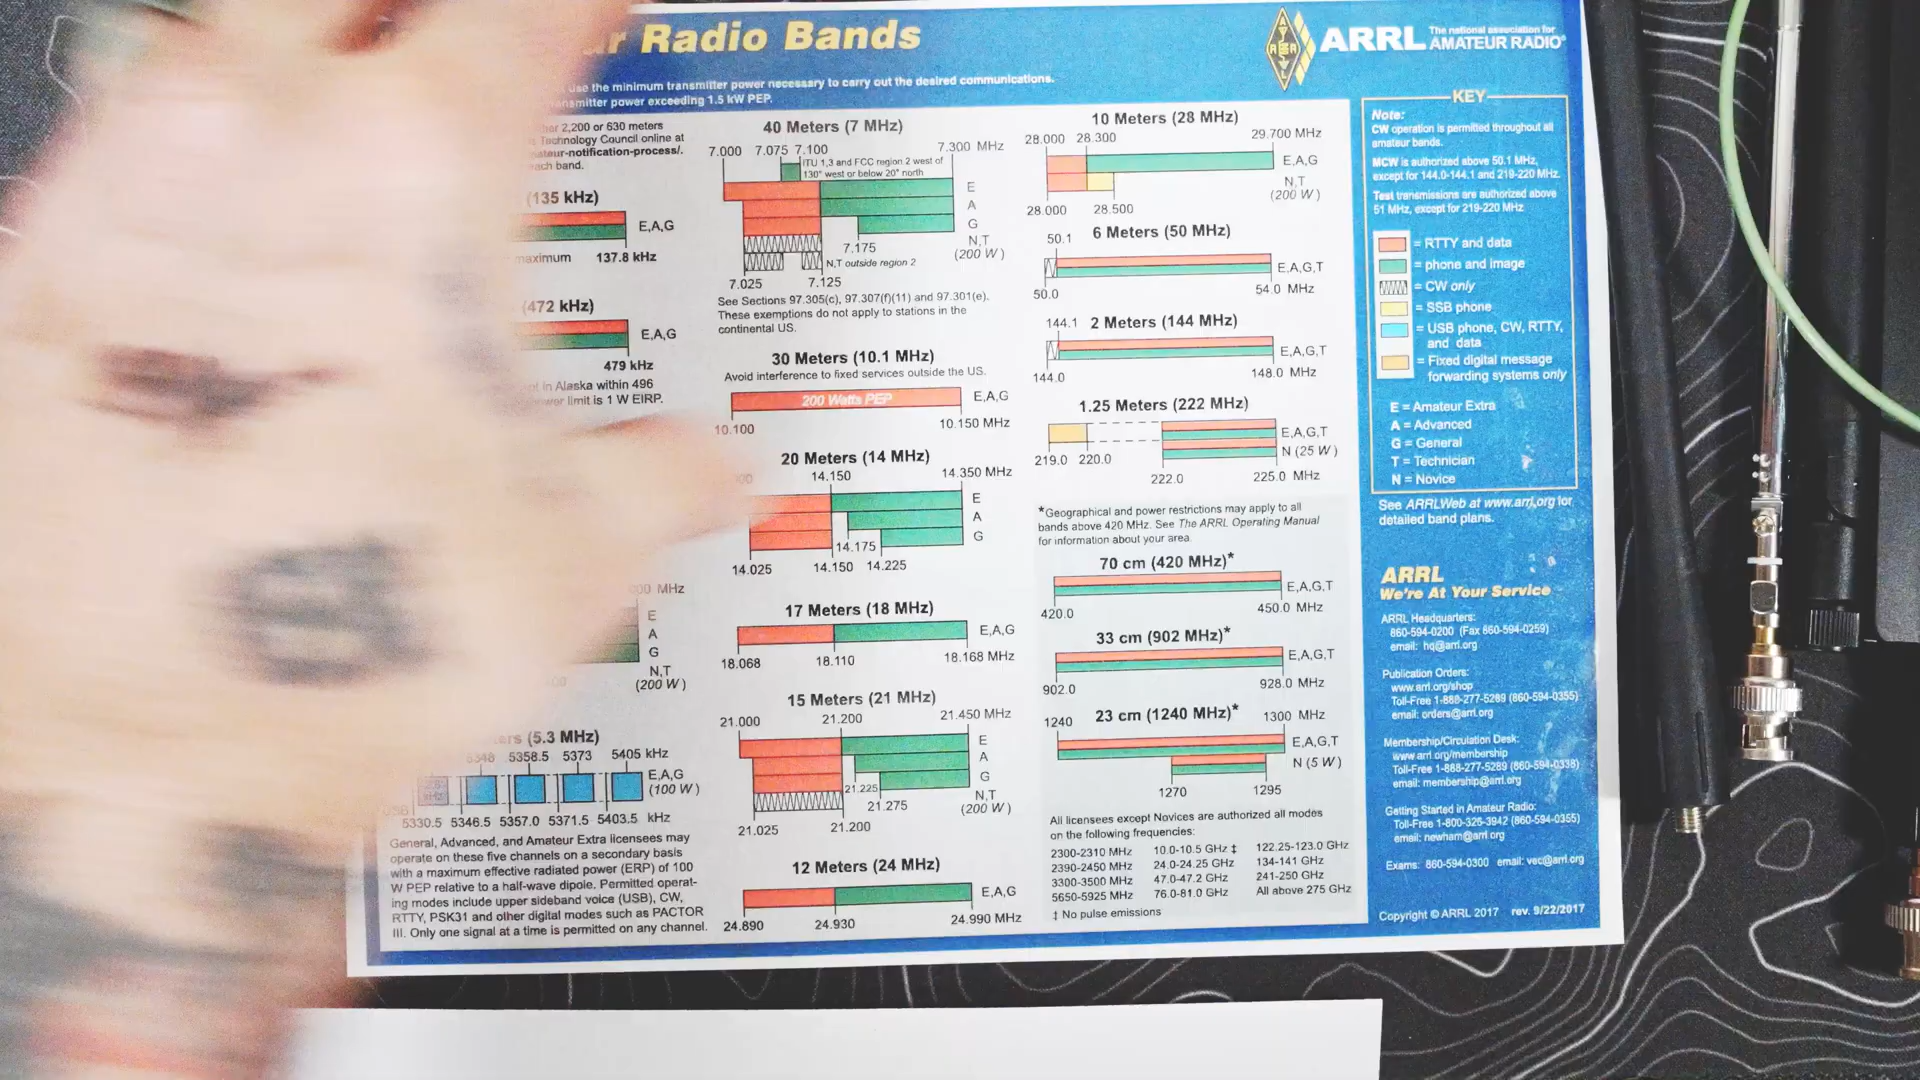 Radio Bands
ARRL The national association for
AMATEUR RADIO®
use the minimum transmitter power necessary to carry out the desired communications.
transmitter power exceeding 1.5 kW PEP.
2,200 or 630 meters
Technology Council online at
amateur-notification-process/.
each band.
(135 kHz)
E,A,G
maximum 137.8 kHz
(472 kHz)
E,A,G
479 kHz
in Alaska within 496
power limit is 1 W EIRP.
MHz
E
A
G
N,T
(200 W)
(5.3 MHz)
5348 5358.5 5373 5405 kHz
E,A,G
(100 W)
5330.5 5346.5 5357.0 5371.5 5403.5 kHz
General, Advanced, and Amateur Extra licensees may
operate on these five channels on a secondary basis
with a maximum effective radiated power (ERP) of 100
W PEP relative to a half-wave dipole. Permitted operat-
ing modes include upper sideband voice (USB), CW,
RTTY, PSK31 and other digital modes such as PACTOR
III. Only one signal at a time is permitted on any channel.
40 Meters (7 MHz)
7.000 7.075 7.100 7.300 MHz
ITU 1,3 and FCC region 2 west of
130° west or below 20° north
E
A
G
N,T
(200 W)
7.175
N,T outside region 2
7.025 7.125
See Sections 97.305(c), 97.307(f)(11) and 97.301(e).
These exemptions do not apply to stations in the
continental US.
30 Meters (10.1 MHz)
Avoid interference to fixed services outside the US.
200 Watts PEP
E,A,G
10.100 10.150 MHz
20 Meters (14 MHz)
14.150 14.350 MHz
E
A
G
14.175
14.025 14.150 14.225
17 Meters (18 MHz)
E,A,G
18.068 18.110 18.168 MHz
15 Meters (21 MHz)
21.000 21.200 21.450 MHz
E
A
G
N,T
(200 W)
21.225
21.275
21.025 21.200
12 Meters (24 MHz)
E,A,G
24.890 24.930 24.990 MHz
10 Meters (28 MHz)
28.000 28.300 29.700 MHz
E,A,G
N,T
(200 W)
28.000 28.500
6 Meters (50 MHz)
50.1
E,A,G,T
50.0 54.0 MHz
2 Meters (144 MHz)
144.1
E,A,G,T
144.0 148.0 MHz
1.25 Meters (222 MHz)
E,A,G,T
N (25 W)
219.0 220.0
222.0 225.0 MHz
*Geographical and power restrictions may apply to all
bands above 420 MHz. See The ARRL Operating Manual
for information about your area.
70 cm (420 MHz)*
E,A,G,T
420.0 450.0 MHz
33 cm (902 MHz)*
E,A,G,T
902.0 928.0 MHz
23 cm (1240 MHz)*
1240 1300 MHz
E,A,G,T
N (5 W)
1270 1295
All licensees except Novices are authorized all modes
on the following frequencies:
2300-2310 MHz 10.0-10.5 GHz ‡ 122.25-123.0 GHz
2390-2450 MHz 24.0-24.25 GHz 134-141 GHz
3300-3500 MHz 47.0-47.2 GHz 241-250 GHz
5650-5925 MHz 76.0-81.0 GHz All above 275 GHz
‡ No pulse emissions
KEY
Note:
CW operation is permitted throughout all
amateur bands.
MCW is authorized above 50.1 MHz,
except for 144.0-144.1 and 219-220 MHz.
Test transmissions are authorized above
51 MHz, except for 219-220 MHz
= RTTY and data
= phone and image
= CW only
= SSB phone
= USB phone, CW, RTTY,
and data
= Fixed digital message
forwarding systems only
E = Amateur Extra
A = Advanced
G = General
T = Technician
N = Novice
See ARRLWeb at www.arrl.org for
detailed band plans.
ARRL
We're At Your Service
ARRL Headquarters:
860-594-0200 (Fax 860-594-0259)
email: hq@arrl.org
Publication Orders:
www.arrl.org/shop
Toll-Free 1-888-277-5289 (860-594-0355)
email: orders@arrl.org
Membership/Circulation Desk:
www.arrl.org/membership
Toll-Free 1-888-277-5289 (860-594-0338)
email: membership@arrl.org
Getting Started in Amateur Radio:
Toll-Free 1-800-326-3942 (860-594-0355)
email: newham@arrl.org
Exams: 860-594-0300 email: vec@arrl.org
Copyright © ARRL 2017 rev. 9/22/2017